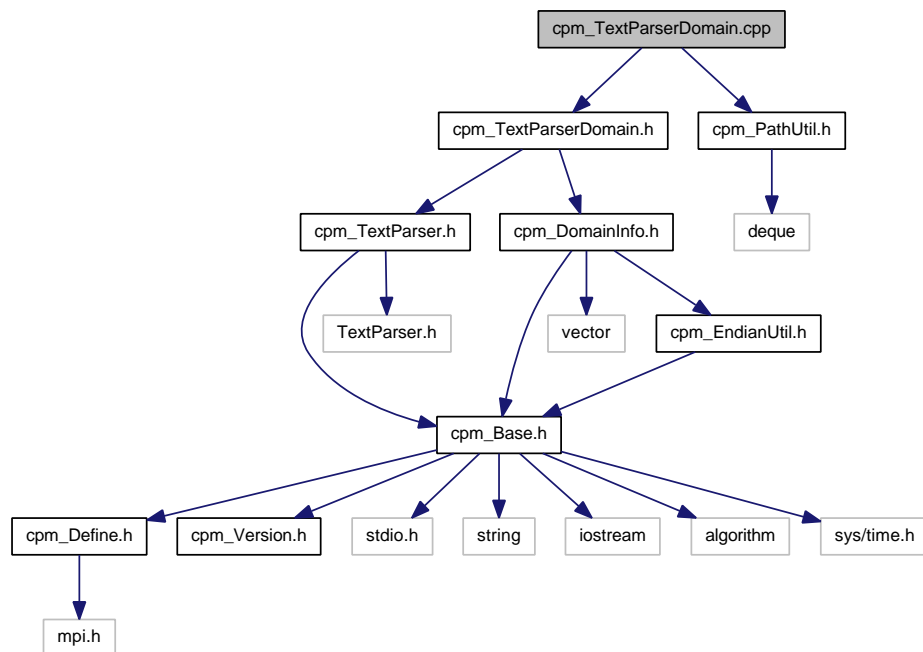 cpm_TextParserDomain.cpp
cpm_TextParserDomain.h
cpm_PathUtil.h
cpm_TextParser.h
cpm_DomainInfo.h
deque
TextParser.h
vector
cpm_EndianUtil.h
cpm_Base.h
cpm_Define.h
cpm_Version.h
stdio.h
string
iostream
algorithm
sys/time.h
mpi.h